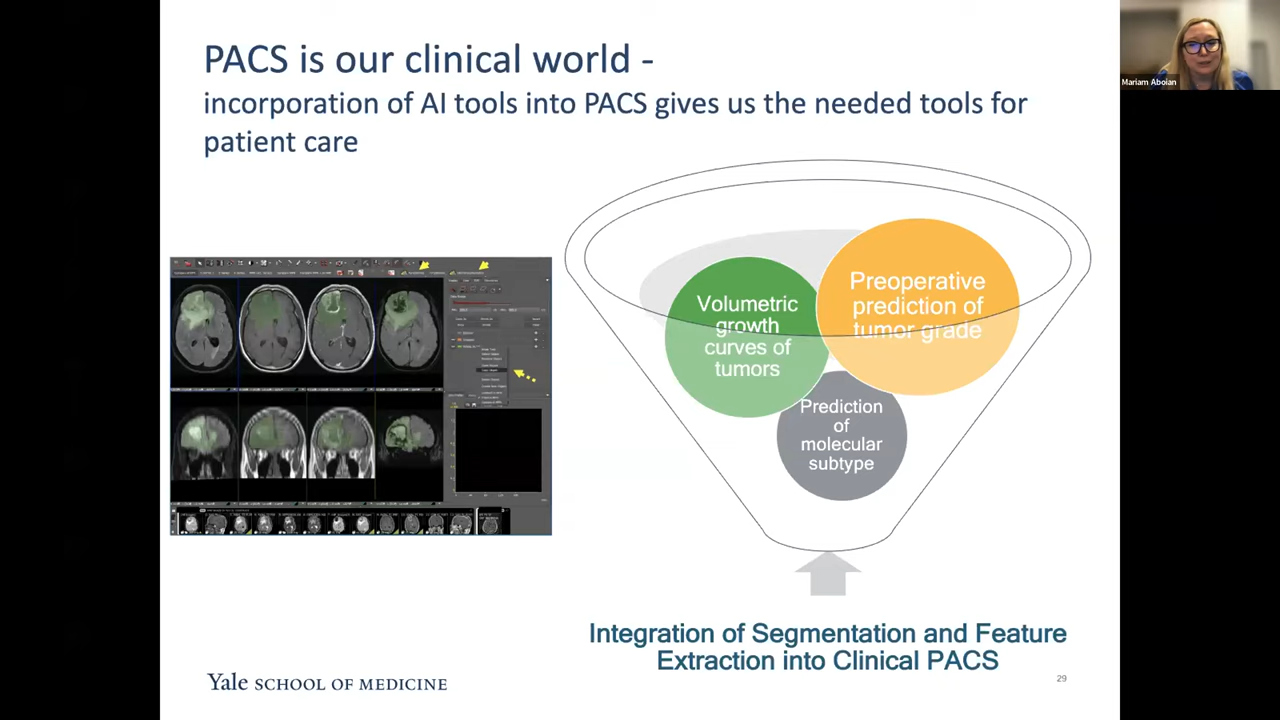 PACS is our clinical world -
incorporation of AI tools into PACS gives us the needed tools for
patient care
Mariam Aboian
Volumetric
growth
curves of
tumors
Preoperative
prediction of
tumor grade
Prediction
of
molecular
subtype
Integration of Segmentation and Feature
Extraction into Clinical PACS
Yale SCHOOL OF MEDICINE
29